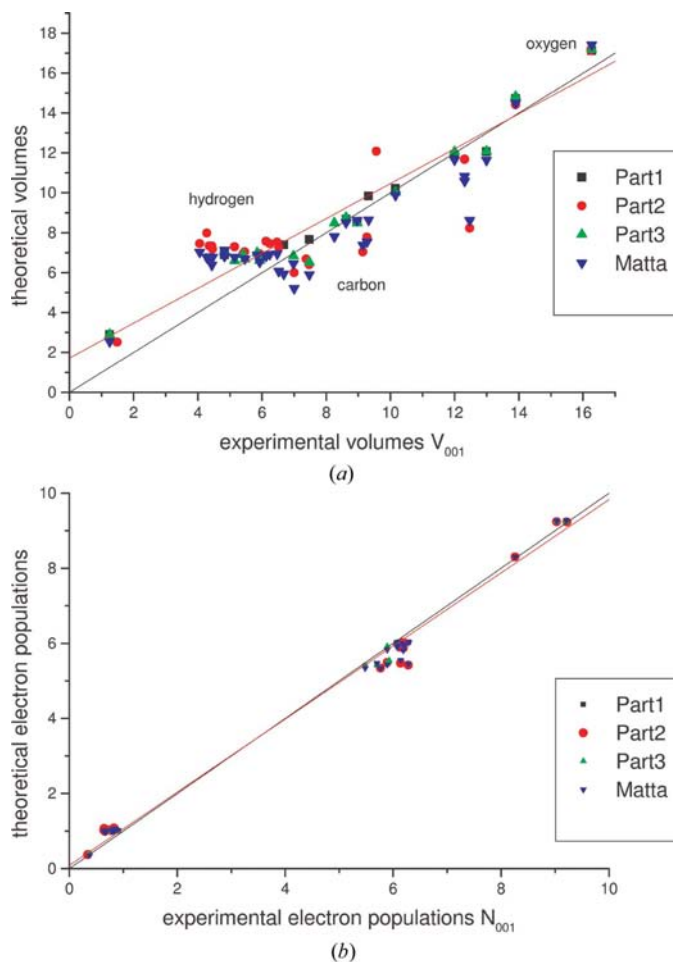 (a)
oxygen
hydrogen
carbon
theoretical volumes
18
16
14
12
10
8
6
4
2
0
0 2 4 6 8 10 12 14 16
experimental volumes V001
Part1
Part2
Part3
Matta
(a)
theoretical electron populations
10
8
6
4
2
0
0 2 4 6 8 10
experimental electron populations N001
Part1
Part2
Part3
Matta
(b)